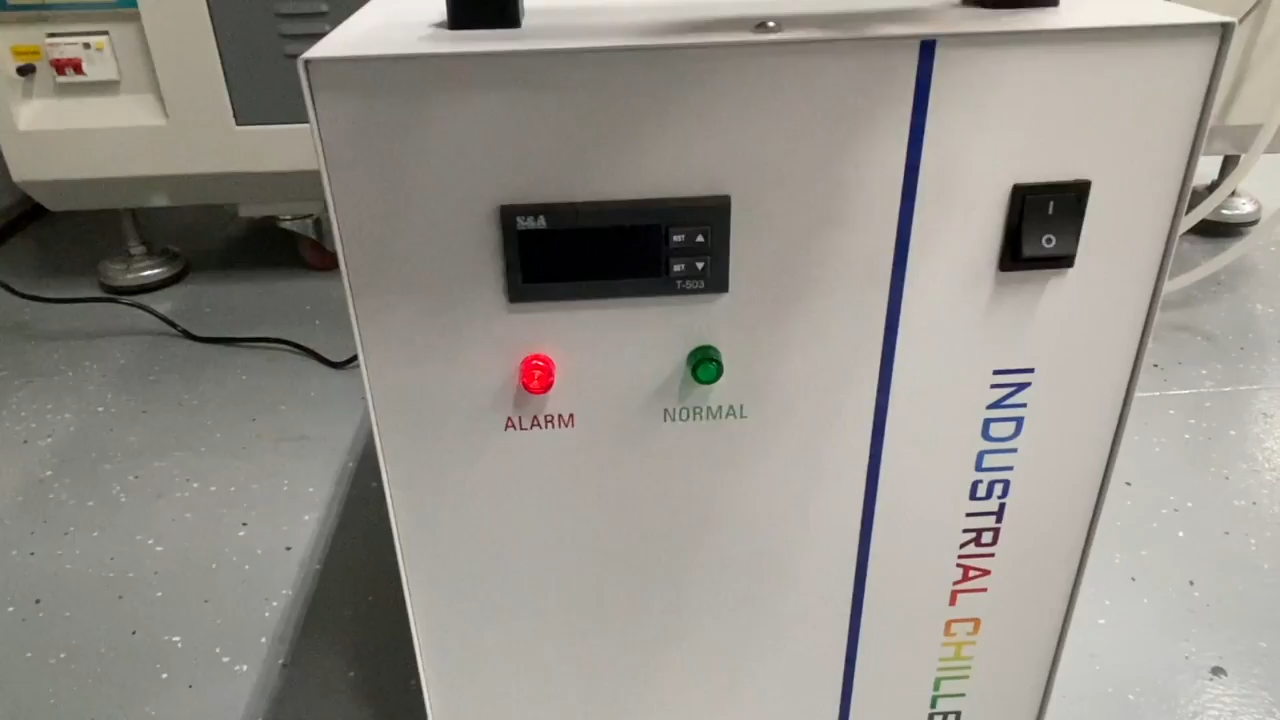 S&A
RST ▲
SET ▼
T-503
ALARM
NORMAL
I
O
INDUSTRIAL CHILLE